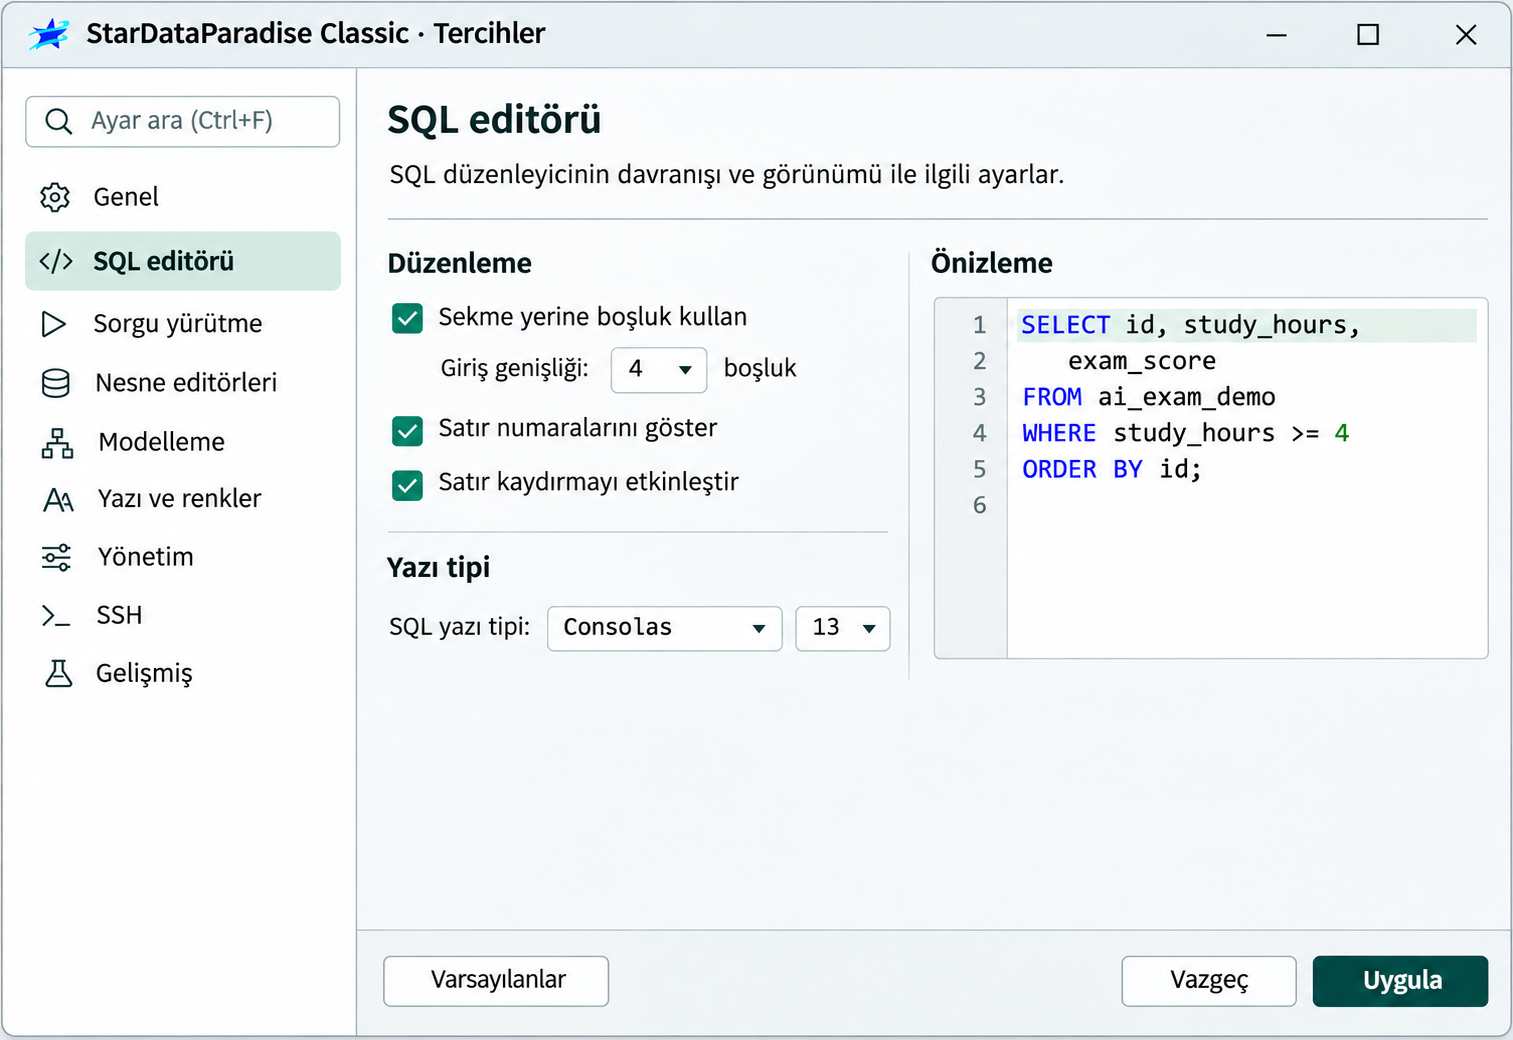 StarDataParadise Classic · Tercihler
Ayar ara (Ctrl+F)
Genel
SQL editörü
Sorgu yürütme
Nesne editörleri
Modelleme
Yazı ve renkler
Yönetim
SSH
Gelişmiş
SQL editörü
SQL düzenleyicinin davranışı ve görünümü ile ilgili ayarlar.
Düzenleme
Sekme yerine boşluk kullan
Giriş genişliği: 4 boşluk
Satır numaralarını göster
Satır kaydırmayı etkinleştir
Yazı tipi
SQL yazı tipi: Consolas 13
Önizleme
1 SELECT id, study_hours,
2 exam_score
3 FROM ai_exam_demo
4 WHERE study_hours >= 4
5 ORDER BY id;
6
Varsayılanlar
Vazgeç
Uygula